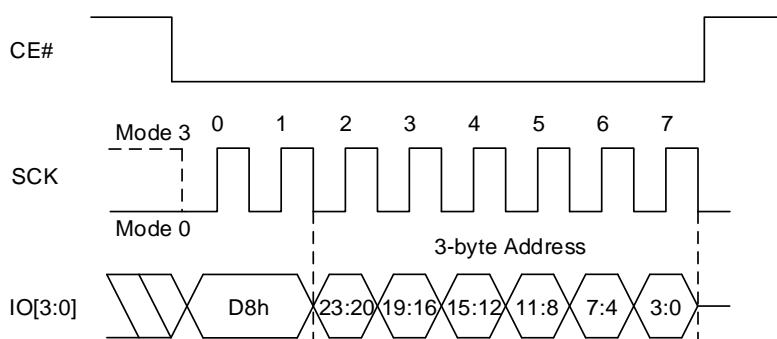 CE#
Mode 3
0 1 2 3 4 5 6 7
SCK
Mode 0
3-byte Address
IO[3:0]
D8h 23:20 19:16 15:12 11:8 7:4 3:0